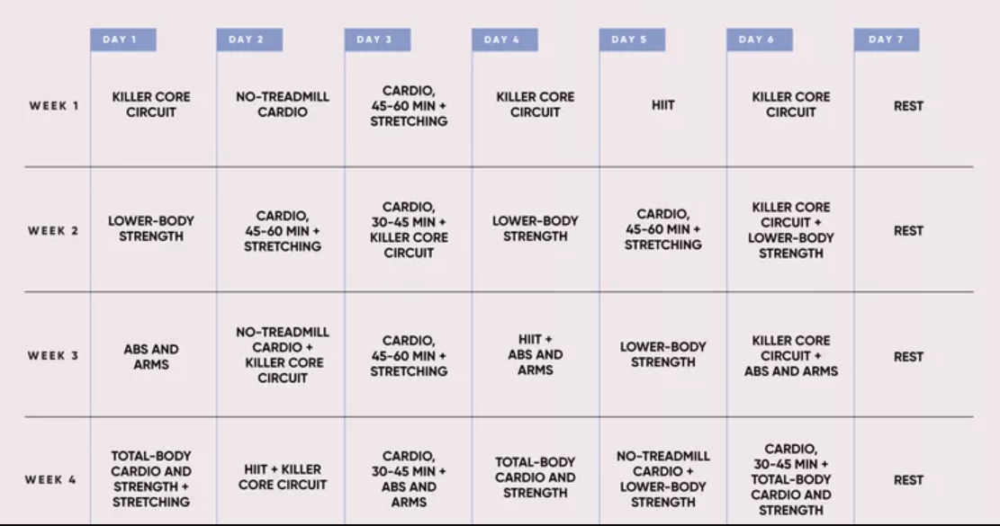 DAY 1
DAY 2
DAY 3
DAY 4
DAY 5
DAY 6
DAY 7
WEEK 1
KILLER CORE
CIRCUIT
NO-TREADMILL
CARDIO
CARDIO,
45-60 MIN +
STRETCHING
KILLER CORE
CIRCUIT
HIIT
KILLER CORE
CIRCUIT
REST
WEEK 2
LOWER-BODY
STRENGTH
CARDIO,
45-60 MIN +
STRETCHING
CARDIO,
30-45 MIN +
KILLER CORE
CIRCUIT
LOWER-BODY
STRENGTH
CARDIO,
45-60 MIN +
STRETCHING
KILLER CORE
CIRCUIT +
LOWER-BODY
STRENGTH
REST
WEEK 3
ABS AND
ARMS
NO-TREADMILL
CARDIO +
KILLER CORE
CIRCUIT
CARDIO,
45-60 MIN +
STRETCHING
HIIT +
ABS AND
ARMS
LOWER-BODY
STRENGTH
KILLER CORE
CIRCUIT +
ABS AND ARMS
REST
WEEK 4
TOTAL-BODY
CARDIO AND
STRENGTH +
STRETCHING
HIIT + KILLER
CORE CIRCUIT
CARDIO,
30-45 MIN +
ABS AND
ARMS
TOTAL-BODY
CARDIO AND
STRENGTH
NO-TREADMILL
CARDIO +
LOWER-BODY
STRENGTH
CARDIO,
30-45 MIN +
TOTAL-BODY
CARDIO AND
STRENGTH
REST